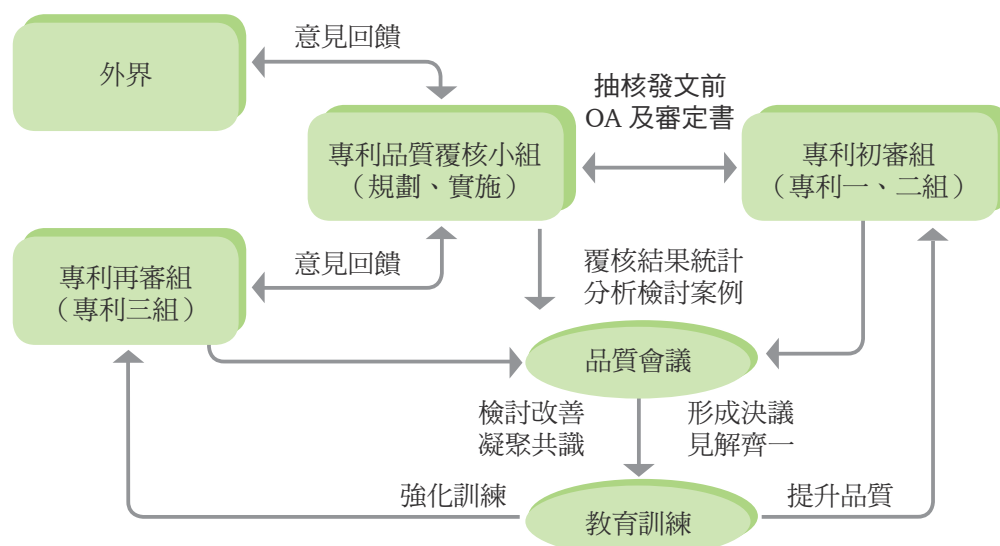 意見回饋
外界
抽核發文前
OA 及審定書
專利品質覆核小組
（規劃、實施）
專利初審組
（專利一、二組）
意見回饋
專利再審組
（專利三組）
覆核結果統計
分析檢討案例
品質會議
檢討改善
凝聚共識
形成決議
見解齊一
強化訓練
提升品質
教育訓練